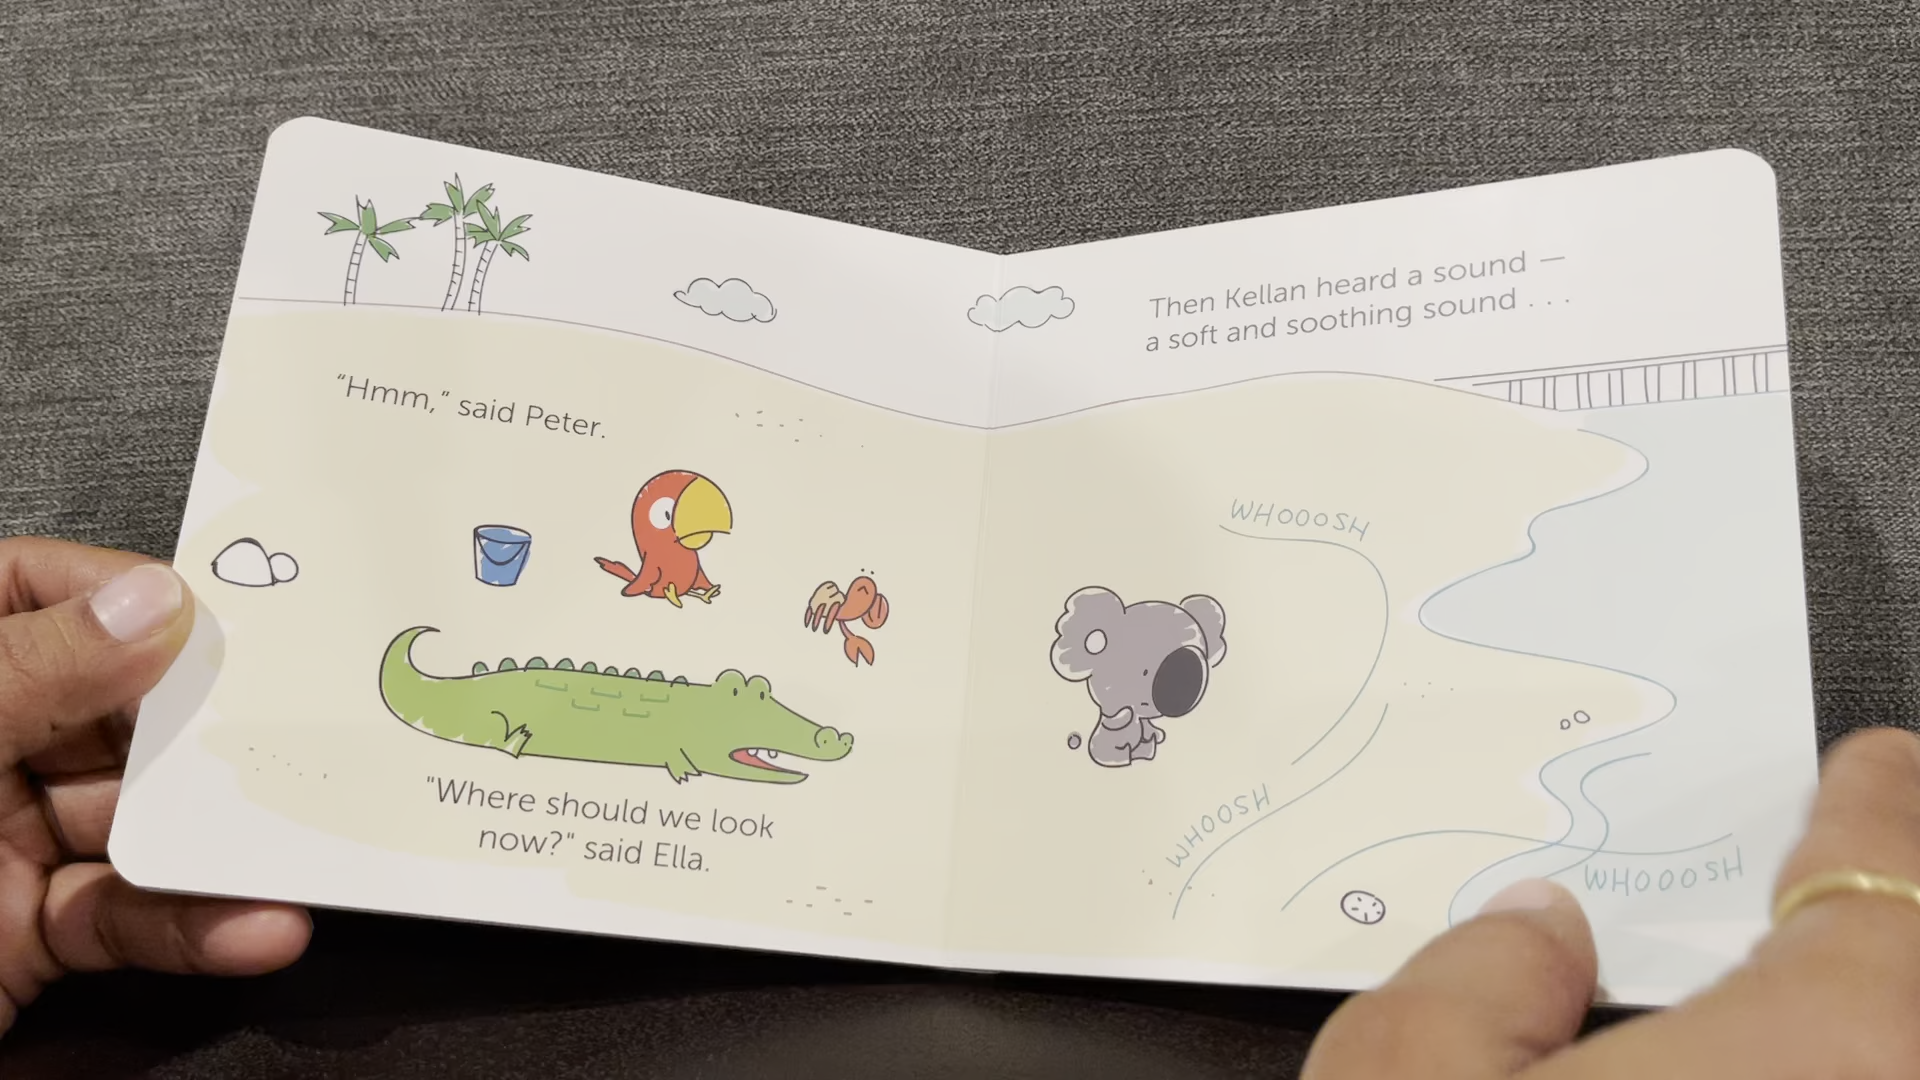 "Hmm," said Peter.
"Where should we look
now?" said Ella.
Then Kellan heard a sound —
a soft and soothing sound . . .
WHOOOSH
WHOOSH
WHOOOSH